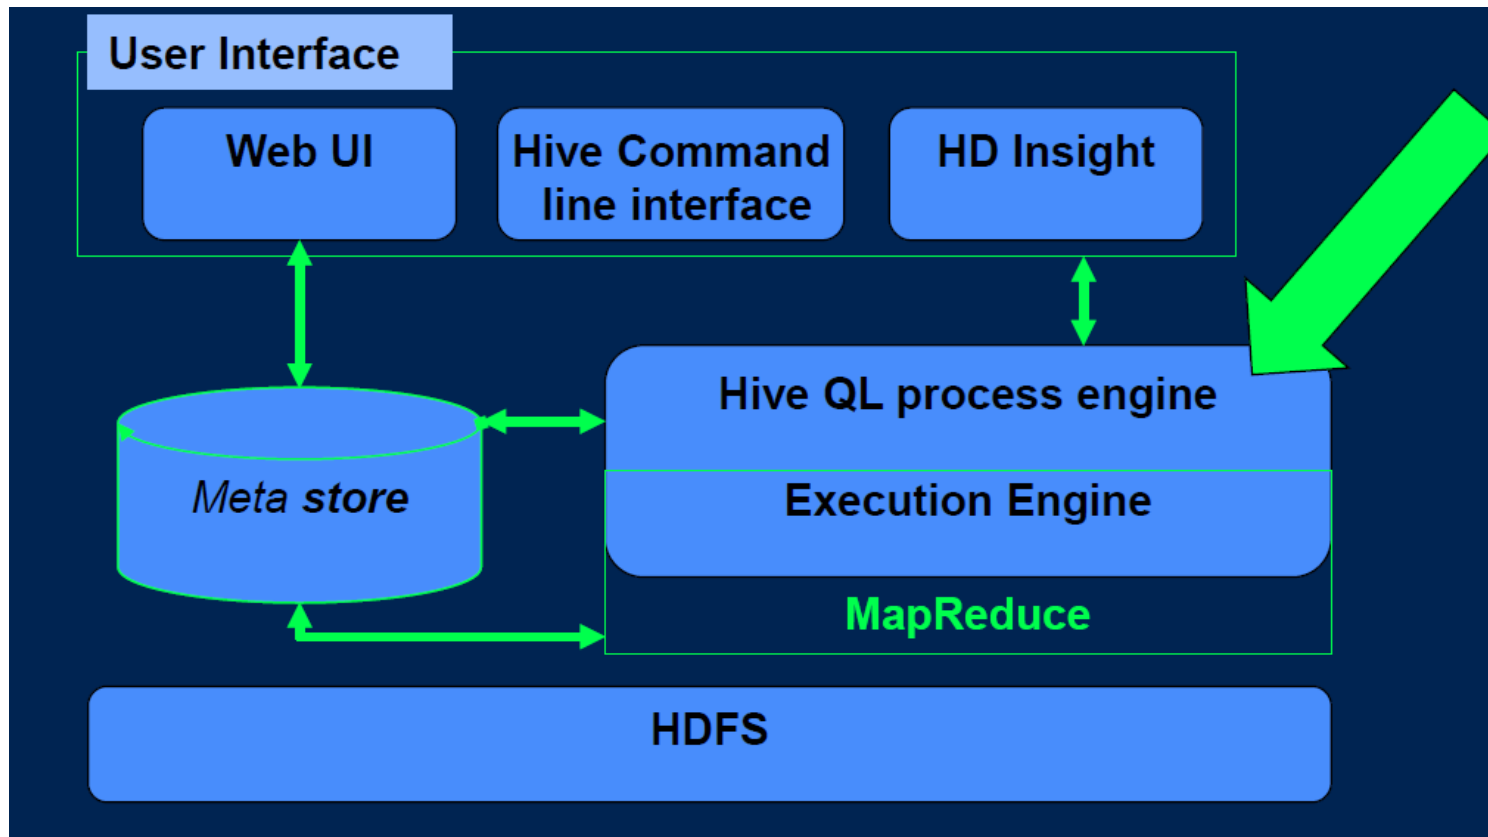 User Interface
Web UI
Hive Command
line interface
HD Insight
Hive QL process engine
Meta store
Execution Engine
MapReduce
HDFS